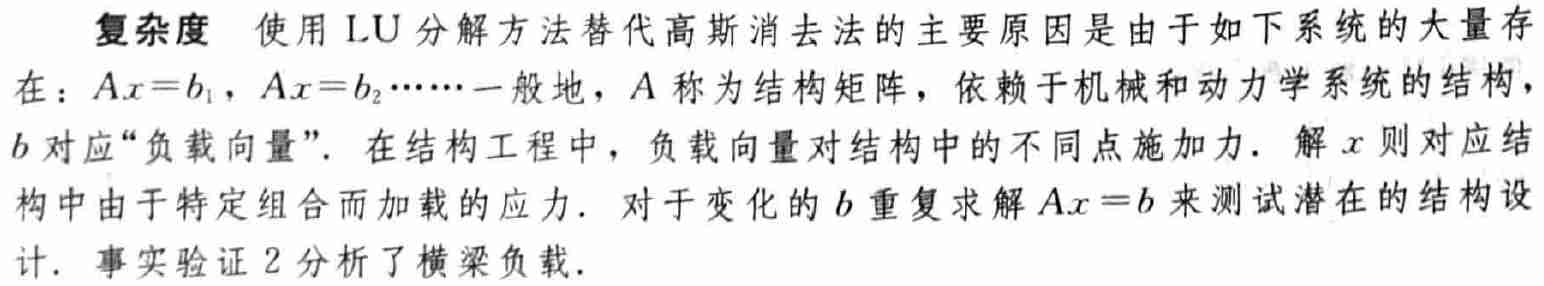 复杂度 使用 LU 分解方法替代高斯消去法的主要原因是由于如下系统的大量存
在：Ax=b₁，Ax=b₂……一般地，A 称为结构矩阵，依赖于机械和动力学系统的结构，
b 对应“负载向量”．在结构工程中，负载向量对结构中的不同点施加力．解 x 则对应结
构中由于特定组合而加载的应力．对于变化的 b 重复求解 Ax=b 来测试潜在的结构设
计．事实验证 2 分析了横梁负载．